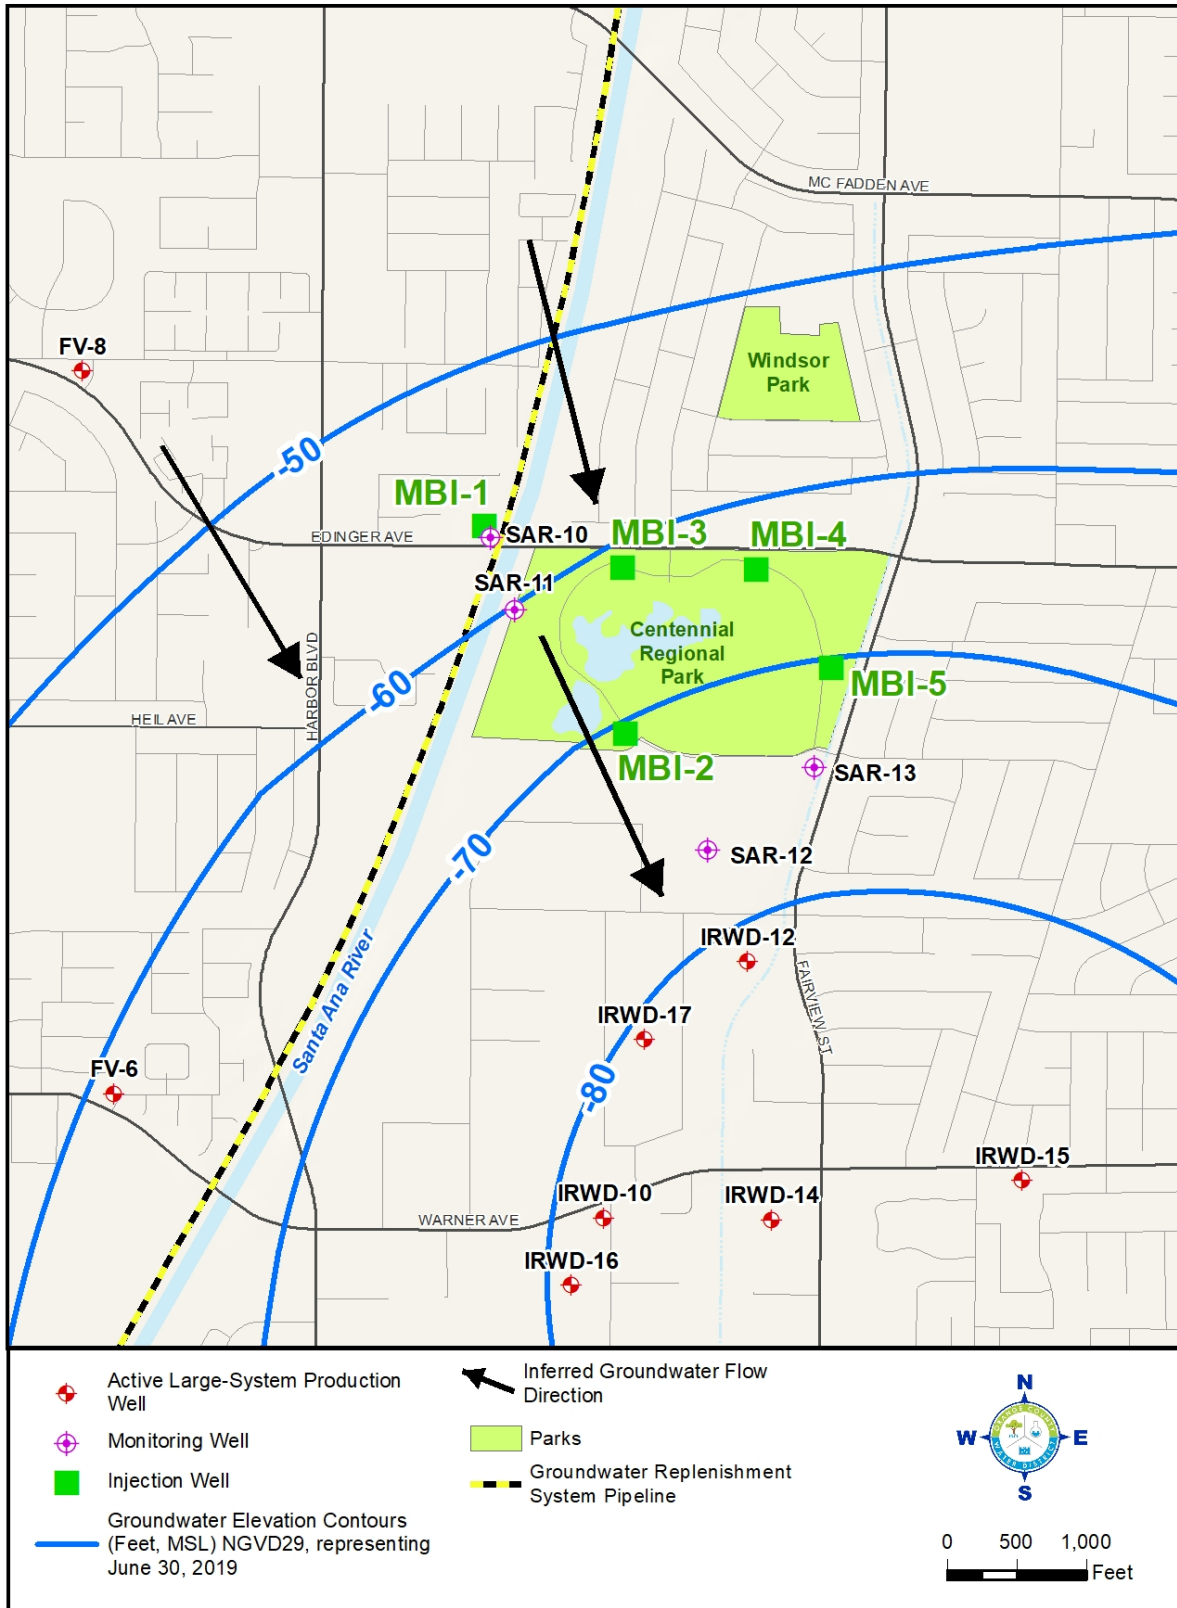 MC FADDEN AVE
FV-8
Windsor
Park
-50
MBI-1
SAR-10
EDINGER AVE
MBI-3
MBI-4
SAR-11
Centennial
Regional
Park
HARBOR BLVD
-60
HEIL AVE
MBI-5
MBI-2
SAR-13
-70
SAR-12
IRWD-12
Santa Ana River
FAIRVIEW ST
IRWD-17
FV-6
-80
IRWD-15
IRWD-10
IRWD-14
WARNER AVE
IRWD-16
Active Large-System Production
Well
Monitoring Well
Injection Well
Groundwater Elevation Contours
(Feet, MSL) NGVD29, representing
June 30, 2019
Inferred Groundwater Flow
Direction
Parks
Groundwater Replenishment
System Pipeline
N
W
E
S
ORANGE COUNTY
WATER DISTRICT
0 500 1,000
Feet